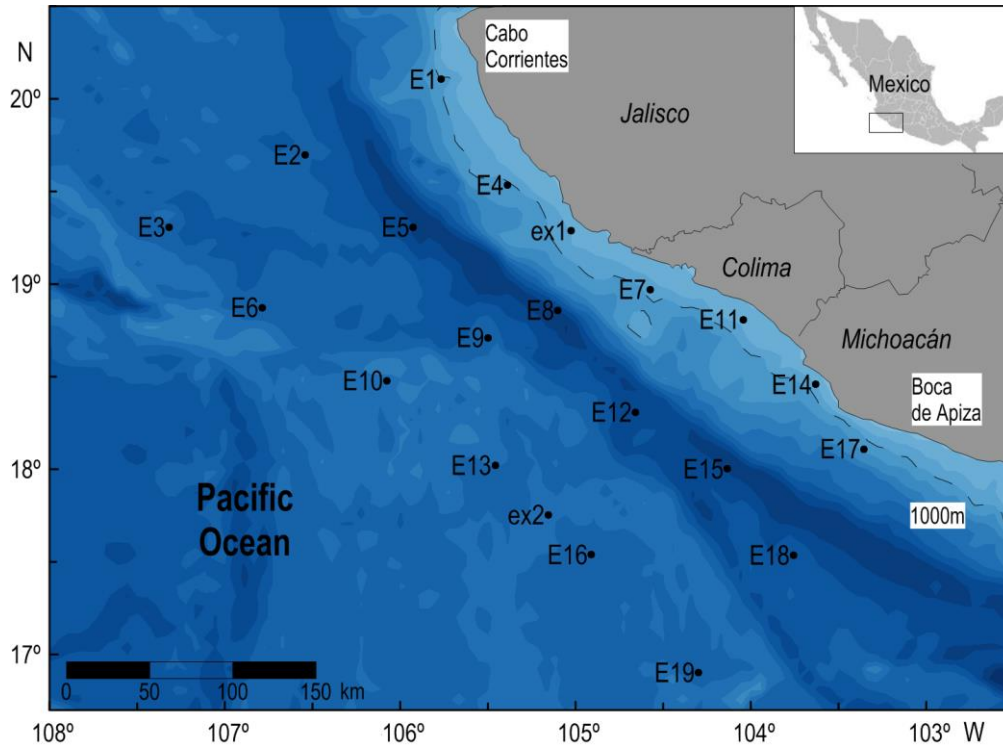 N
Cabo
Corrientes
Mexico
E1
20º
Jalisco
E2
E4
E3
E5
ex1
19º
Colima
E7
E6
E8
E11
E9
Michoacán
E10
E14
Boca
de Apiza
E12
E17
18º
E13
E15
Pacific
Ocean
ex2
1000m
E16
E18
17º
E19
0 50 100 150 km
108º 107º 106º 105º 104º 103º W